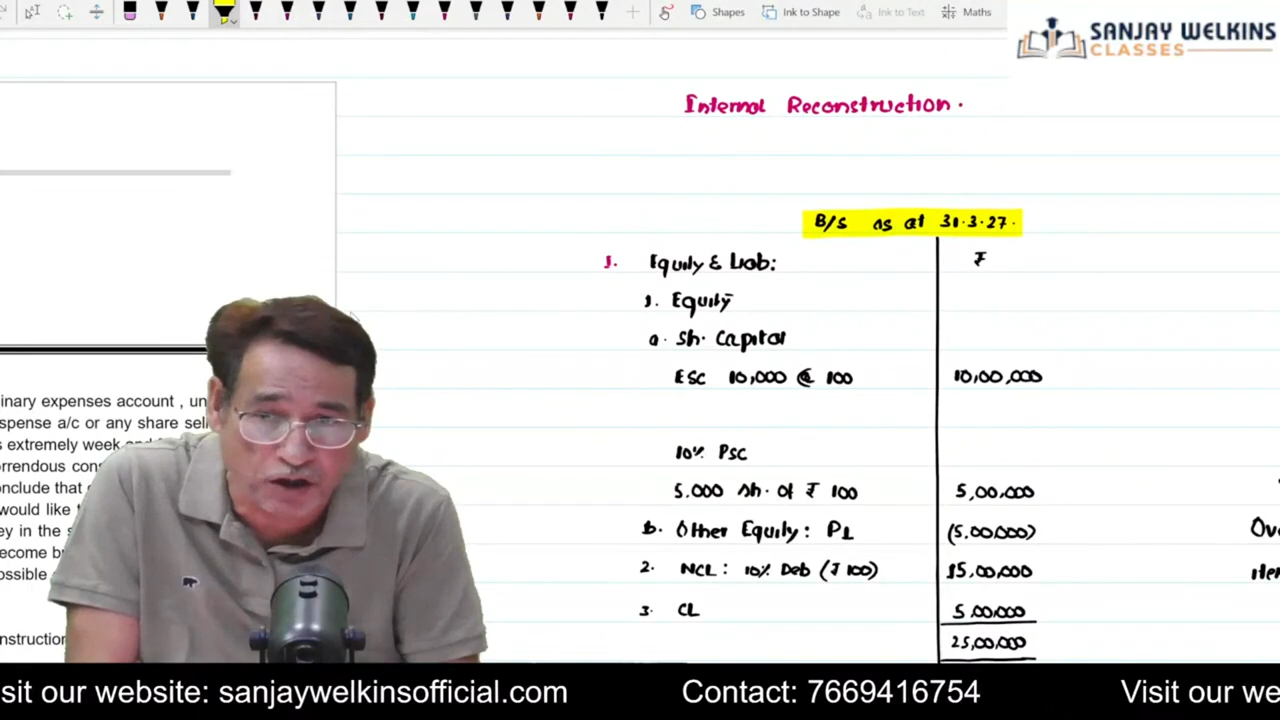 Shapes Ink to Shape Ink to Text Maths
SANJAY WELKINS
CLASSES
Internal Reconstruction.
B/S as at 31.3.27.
1. Equity & Liab: ₹
1. Equity
a. Sh. Capital
ESC 10,000 @ 100 10,00,000
10% PSC
5.000 sh. of ₹ 100 5,00,000
b. Other Equity: PL (5.00.000)
2. NCL: 10% Deb (₹ 100) 15,00,000
3. CL 5.00.000
25,00,000
inary expenses account , un
spense a/c or any share sel
s extremely week and
orrendous con
onclude that
would like
ey in the s
ecome b
ossible
nstruction
sit our website: sanjaywelkinsofficial.com Contact: 7669416754 Visit our we